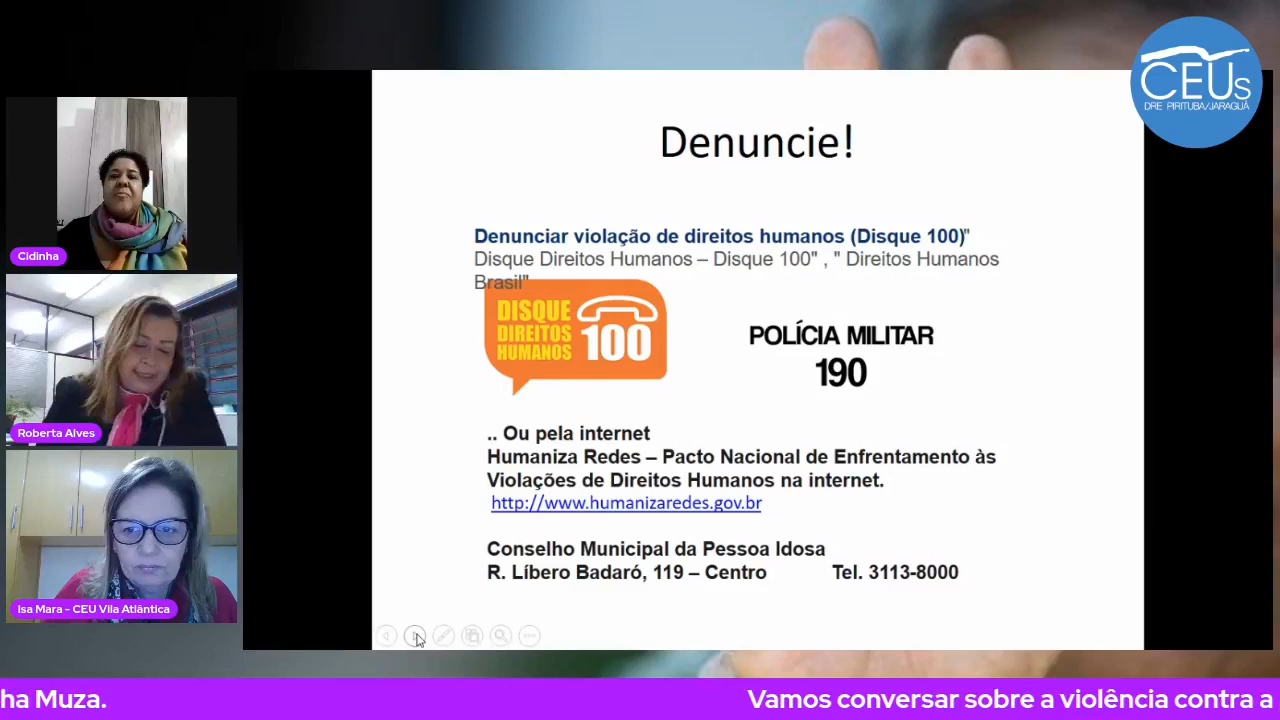 CEUs
DRE PIRITUBA/JARAGUÁ
Denuncie!
Denunciar violação de direitos humanos (Disque 100)"
Disque Direitos Humanos – Disque 100" , " Direitos Humanos
Brasil"
DISQUE
DIREITOS
HUMANOS
100
POLÍCIA MILITAR
190
.. Ou pela internet
Humaniza Redes – Pacto Nacional de Enfrentamento às
Violações de Direitos Humanos na internet.
http://www.humanizaredes.gov.br
Conselho Municipal da Pessoa Idosa
R. Líbero Badaró, 119 – Centro Tel. 3113-8000
Cidinha
Roberta Alves
Isa Mara - CEU Vila Atlântica
ha Muza. Vamos conversar sobre a violência contra a